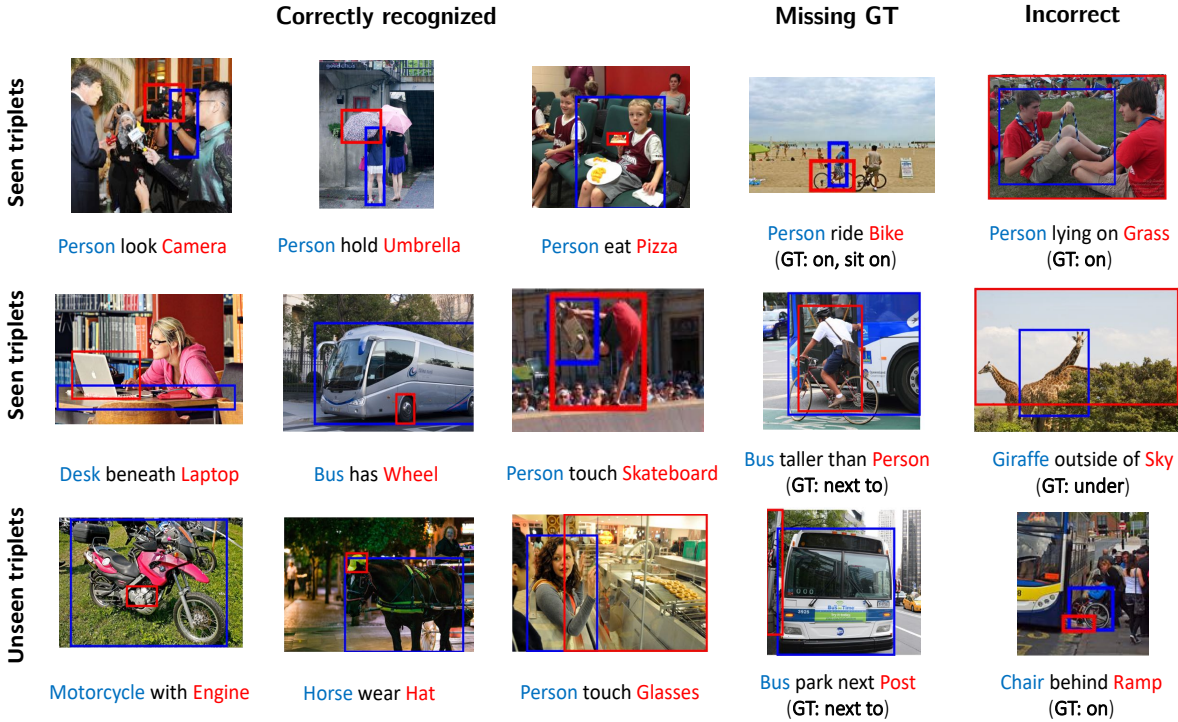 Correctly recognized
Missing GT
Incorrect
Seen triplets
Person look Camera
Person hold Umbrella
Person eat Pizza
Person ride Bike
(GT: on, sit on)
Person lying on Grass
(GT: on)
Seen triplets
Desk beneath Laptop
Bus has Wheel
Person touch Skateboard
Bus taller than Person
(GT: next to)
Giraffe outside of Sky
(GT: under)
Unseen triplets
Motorcycle with Engine
Horse wear Hat
Person touch Glasses
Bus park next Post
(GT: next to)
Chair behind Ramp
(GT: on)